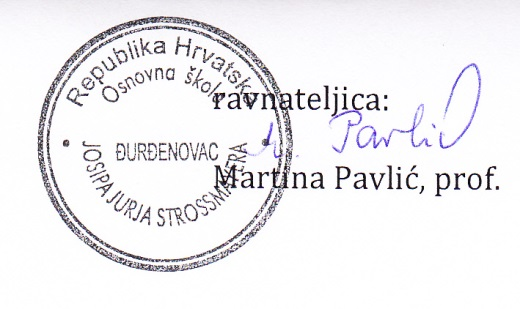 Republika Hrvatska
Osnovna škola
ĐURĐENOVAC
JOSIPA JURJA STROSSMAYERA
ravnateljica:
M. Pavlić
Martina Pavlić, prof.